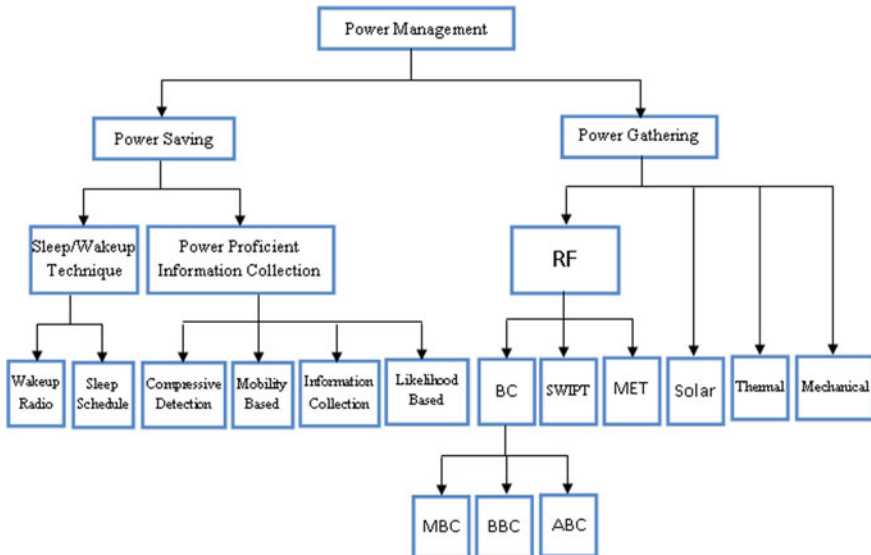 Power Management
Power Saving
Power Gathering
Sleep/Wakeup
Technique
Power Proficient
Information Collection
RF
Wakeup
Radio
Sleep
Schedule
Compressive
Detection
Mobility
Based
Information
Collection
Likelihood
Based
BC
SWIPT
MET
Solar
Thermal
Mechanical
MBC
BBC
ABC